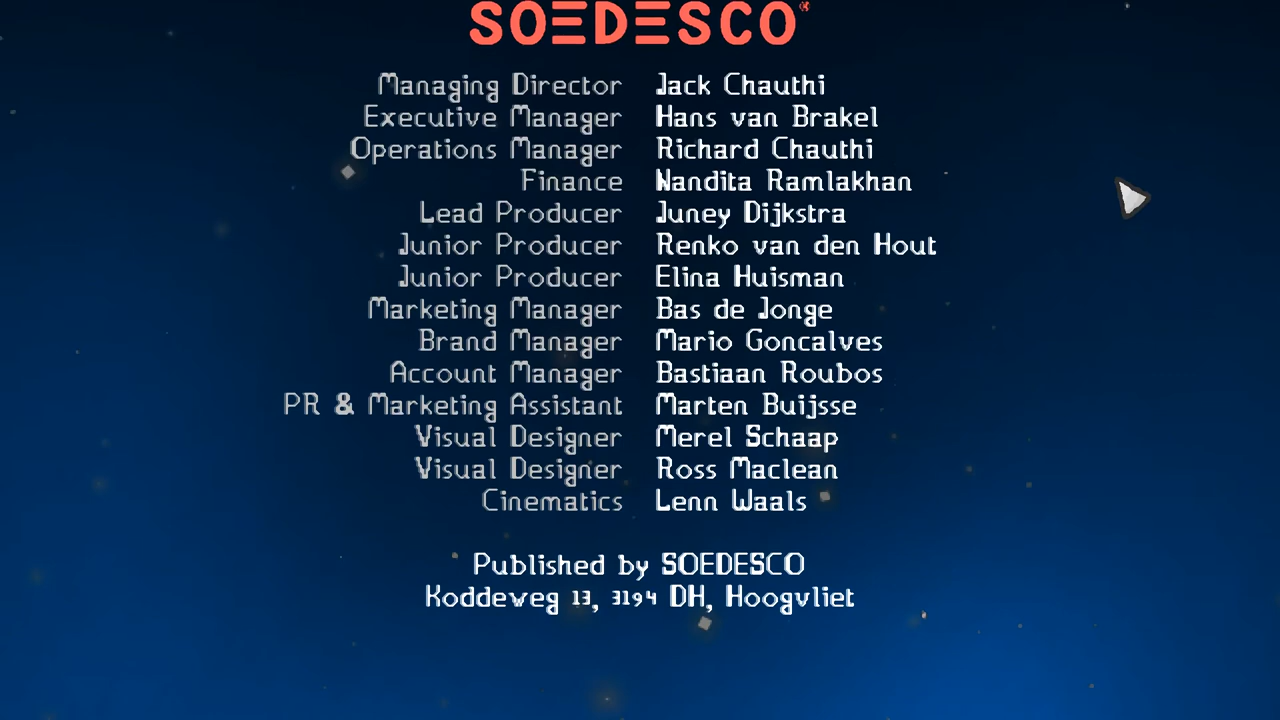 SOEDESCO®
Managing Director Jack Chauthi
Executive Manager Hans van Brakel
Operations Manager Richard Chauthi
Finance Nandita Ramlakhan
Lead Producer Juney Dijkstra
Junior Producer Renko van den Hout
Junior Producer Elina Huisman
Marketing Manager Bas de Jonge
Brand Manager Mario Goncalves
Account Manager Bastiaan Roubos
PR & Marketing Assistant Marten Buijsse
Visual Designer Merel Schaap
Visual Designer Ross Maclean
Cinematics Lenn Waals
Published by SOEDESCO
Koddeweg 13, 3194 DH, Hoogvliet